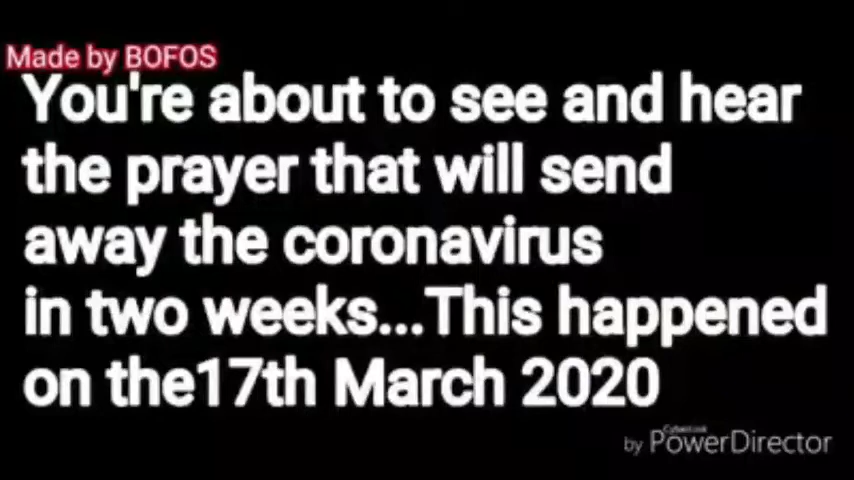 Made by BOFOS
You're about to see and hear
the prayer that will send
away the coronavirus
in two weeks...This happened
on the17th March 2020
CyberLink
by PowerDirector